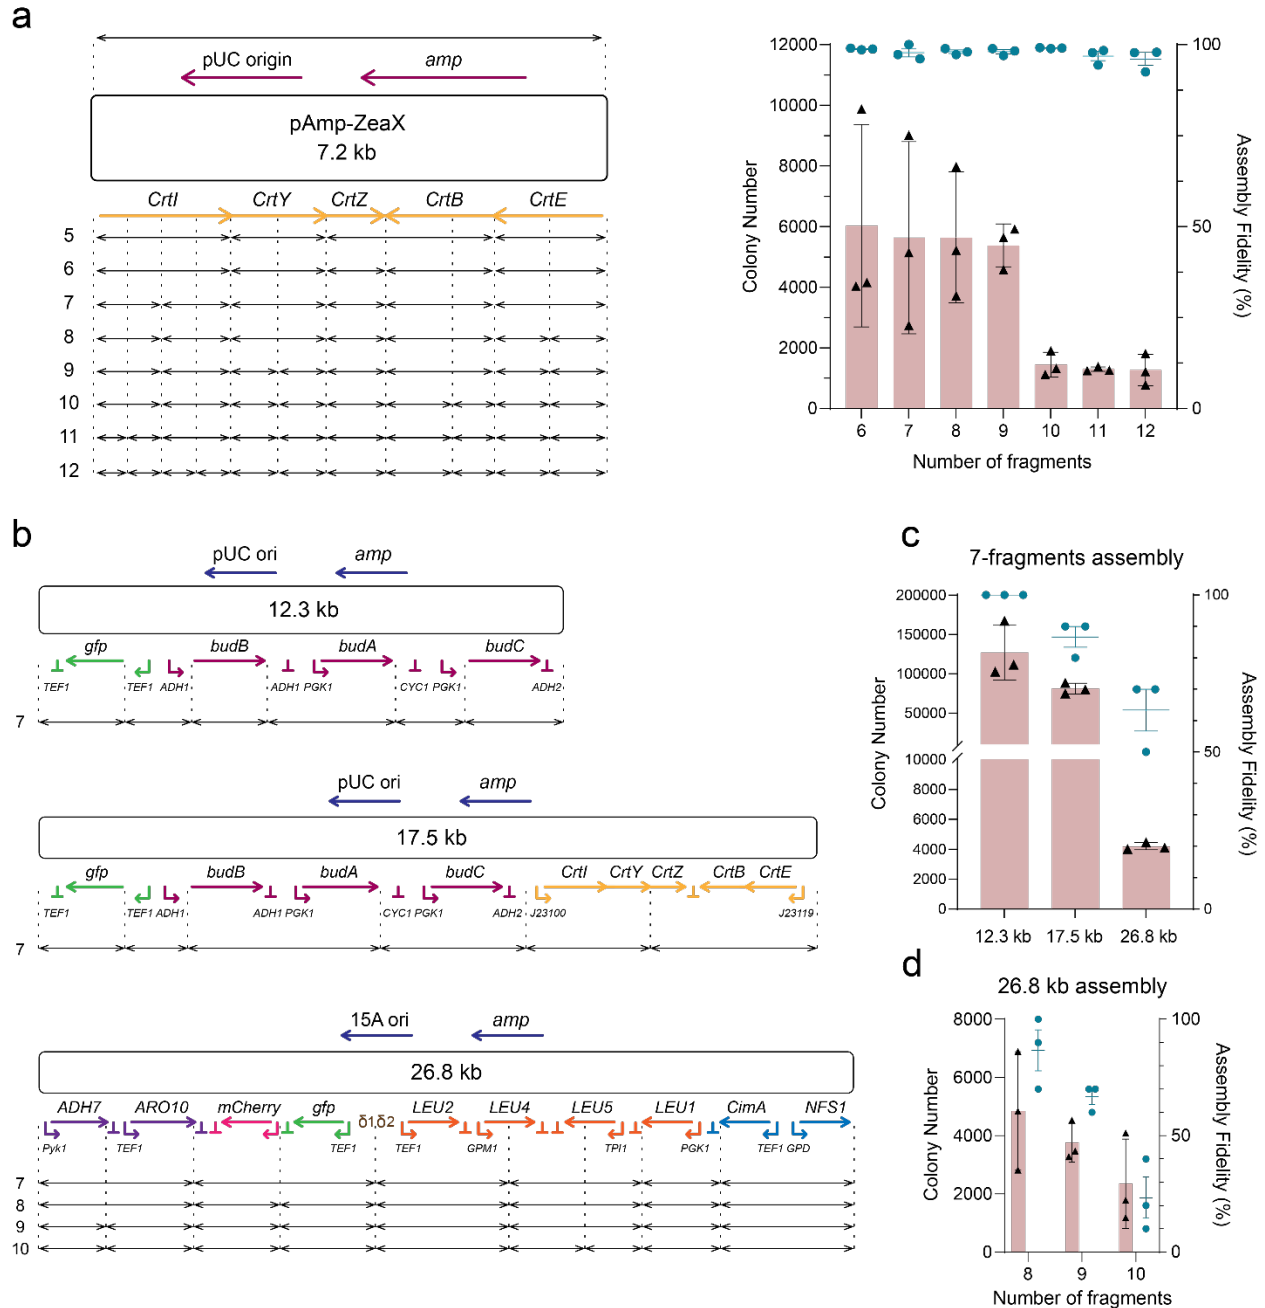 a
pUC origin amp
pAmp-ZeaX
7.2 kb
CrtI CrtY CrtZ CrtB CrtE
5
6
7
8
9
10
11
12
12000
10000
8000
6000
4000
2000
0
Colony Number
100
50
0
Assembly Fidelity (%)
6 7 8 9 10 11 12
Number of fragments
b
pUC ori amp
12.3 kb
gfp budB budA budC
TEF1 TEF1 ADH1 ADH1 PGK1 CYC1 PGK1 ADH2
7
pUC ori amp
17.5 kb
gfp budB budA budC CrtI CrtY CrtZ CrtB CrtE
TEF1 TEF1 ADH1 ADH1 PGK1 CYC1 PGK1 ADH2 J23100 J23119
7
15A ori amp
26.8 kb
ADH7 ARO10 mCherry gfp δ1 δ2 LEU2 LEU4 LEU5 LEU1 CimA NFS1
Pyk1 TEF1 TEF1 TEF1 GPM1 TPI1 PGK1 TEF1 GPD
7
8
9
10
c
7-fragments assembly
200000
150000
100000
50000
10000
8000
6000
4000
2000
0
Colony Number
100
50
0
Assembly Fidelity (%)
12.3 kb 17.5 kb 26.8 kb
d
26.8 kb assembly
8000
6000
4000
2000
0
Colony Number
100
50
0
Assembly Fidelity (%)
8 9 10
Number of fragments